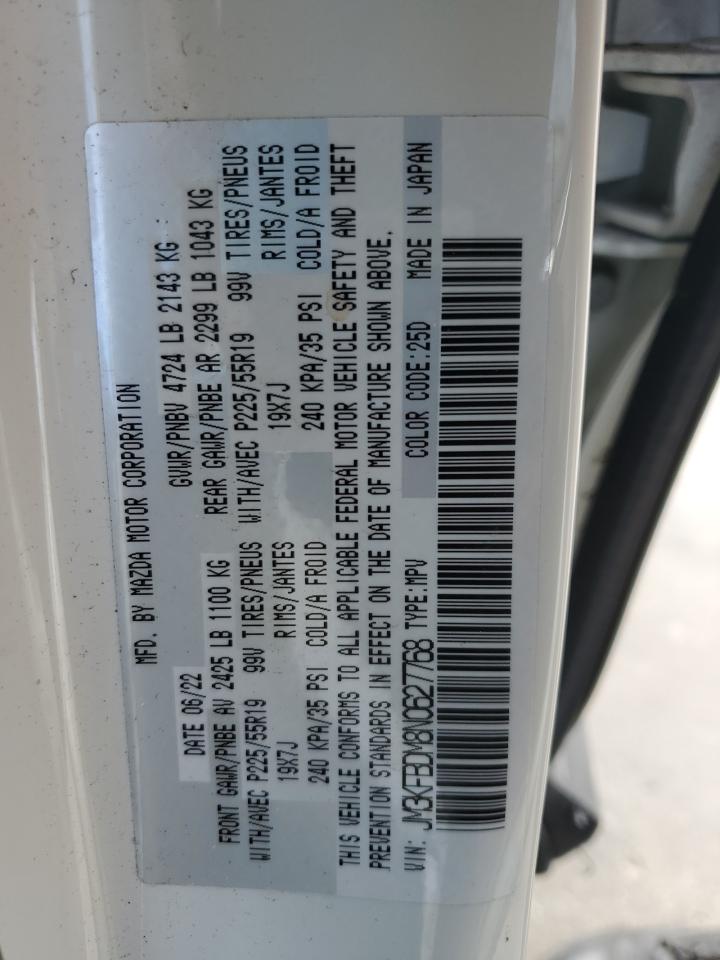 MFD. BY MAZDA MOTOR CORPORATION
DATE 06/22 GVWR/PNBV 4724 LB 2143 KG
FRONT GAWR/PNBE AV 2425 LB 1100 KG REAR GAWR/PNBE AR 2299 LB 1043 KG
WITH/AVEC P225/55R19 99V TIRES/PNEUS WITH/AVEC P225/55R19 99V TIRES/PNEUS
19X7J RIMS/JANTES 19X7J RIMS/JANTES
240 KPA/35 PSI COLD/A FROID 240 KPA/35 PSI COLD/A FROID
THIS VEHICLE CONFORMS TO ALL APPLICABLE FEDERAL MOTOR VEHICLE SAFETY AND THEFT
PREVENTION STANDARDS IN EFFECT ON THE DATE OF MANUFACTURE SHOWN ABOVE.
VIN: JM3KFBDM8N0627768 TYPE:MPV COLOR CODE:25D MADE IN JAPAN